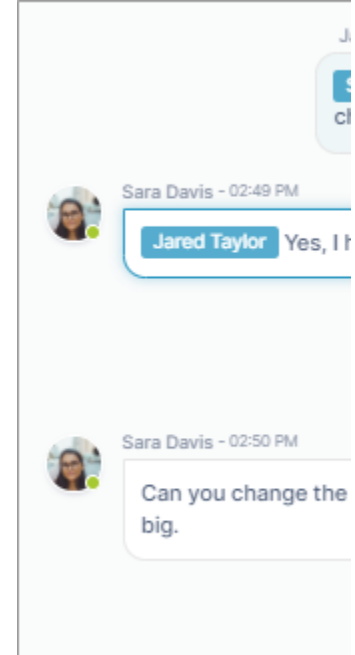 Sara Davis - 02:49 PM
Jared Taylor Yes, I
Sara Davis - 02:50 PM
Can you change the
big.